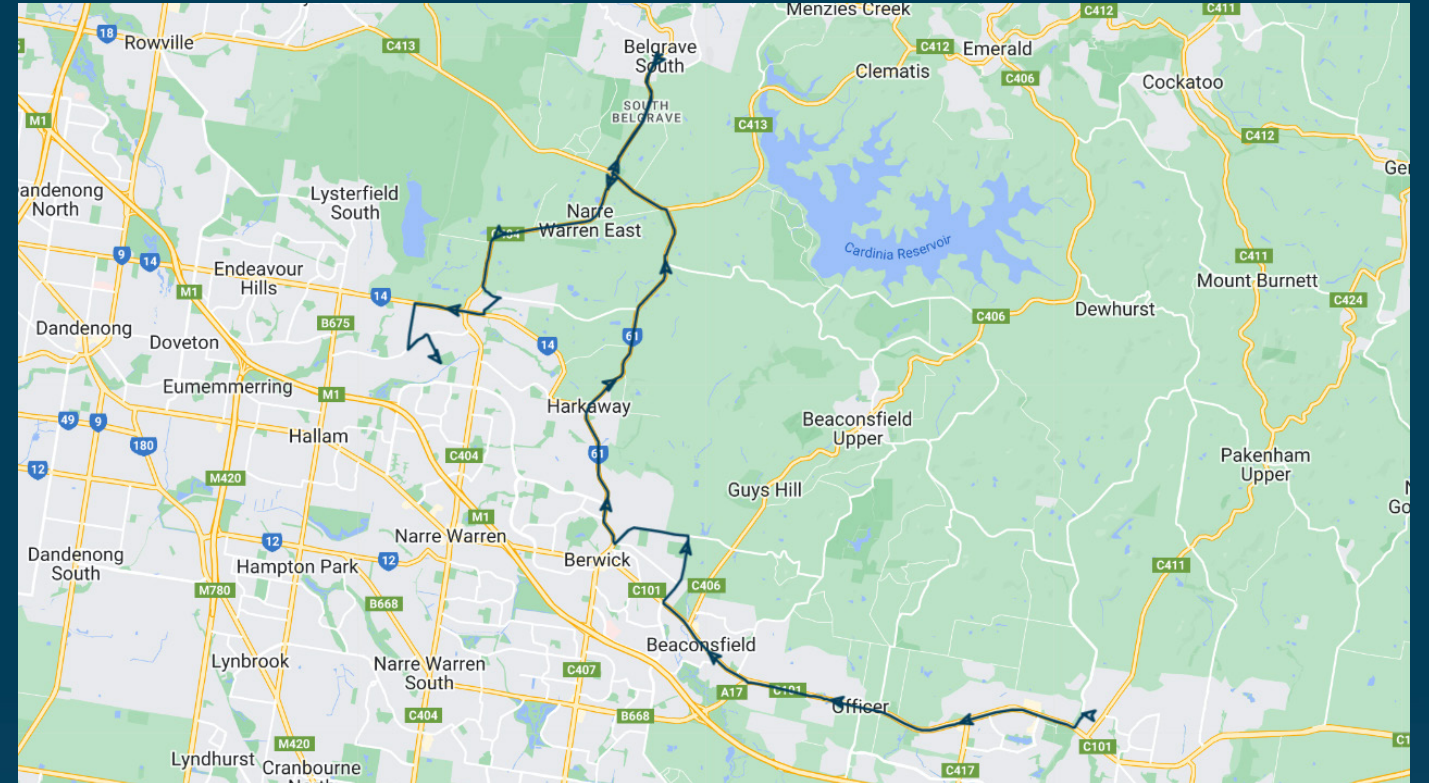 Menzies Creek
C412
C411
18
Rowville
C413
Belgrave
South
C412
Emerald
Clematis
C406
Cockatoo
SOUTH
BELGRAVE
M1
C413
C412
Lysterfield
South
andenong
North
Narre
Warren East
Cardinia Reservoir
9
14
Endeavour
Hills
M1
14
C411
Mount Burnett
C424
Dewhurst
C406
B675
Dandenong
Doveton
14
61
Eumemmerring
M1
Harkaway
49
9
180
Hallam
Beaconsfield
Upper
12
M420
C404
61
Pakenham
Upper
Guys Hill
M1
Narre Warren
12
12
Hampton Park
Berwick
Dandenong
South
M780
B668
C101
C406
C411
Beaconsfield
Lynbrook
Narre Warren
South
C407
A17
C101
Officer
C404
B668
M420
C101
Lyndhurst
Cranbourne
C417